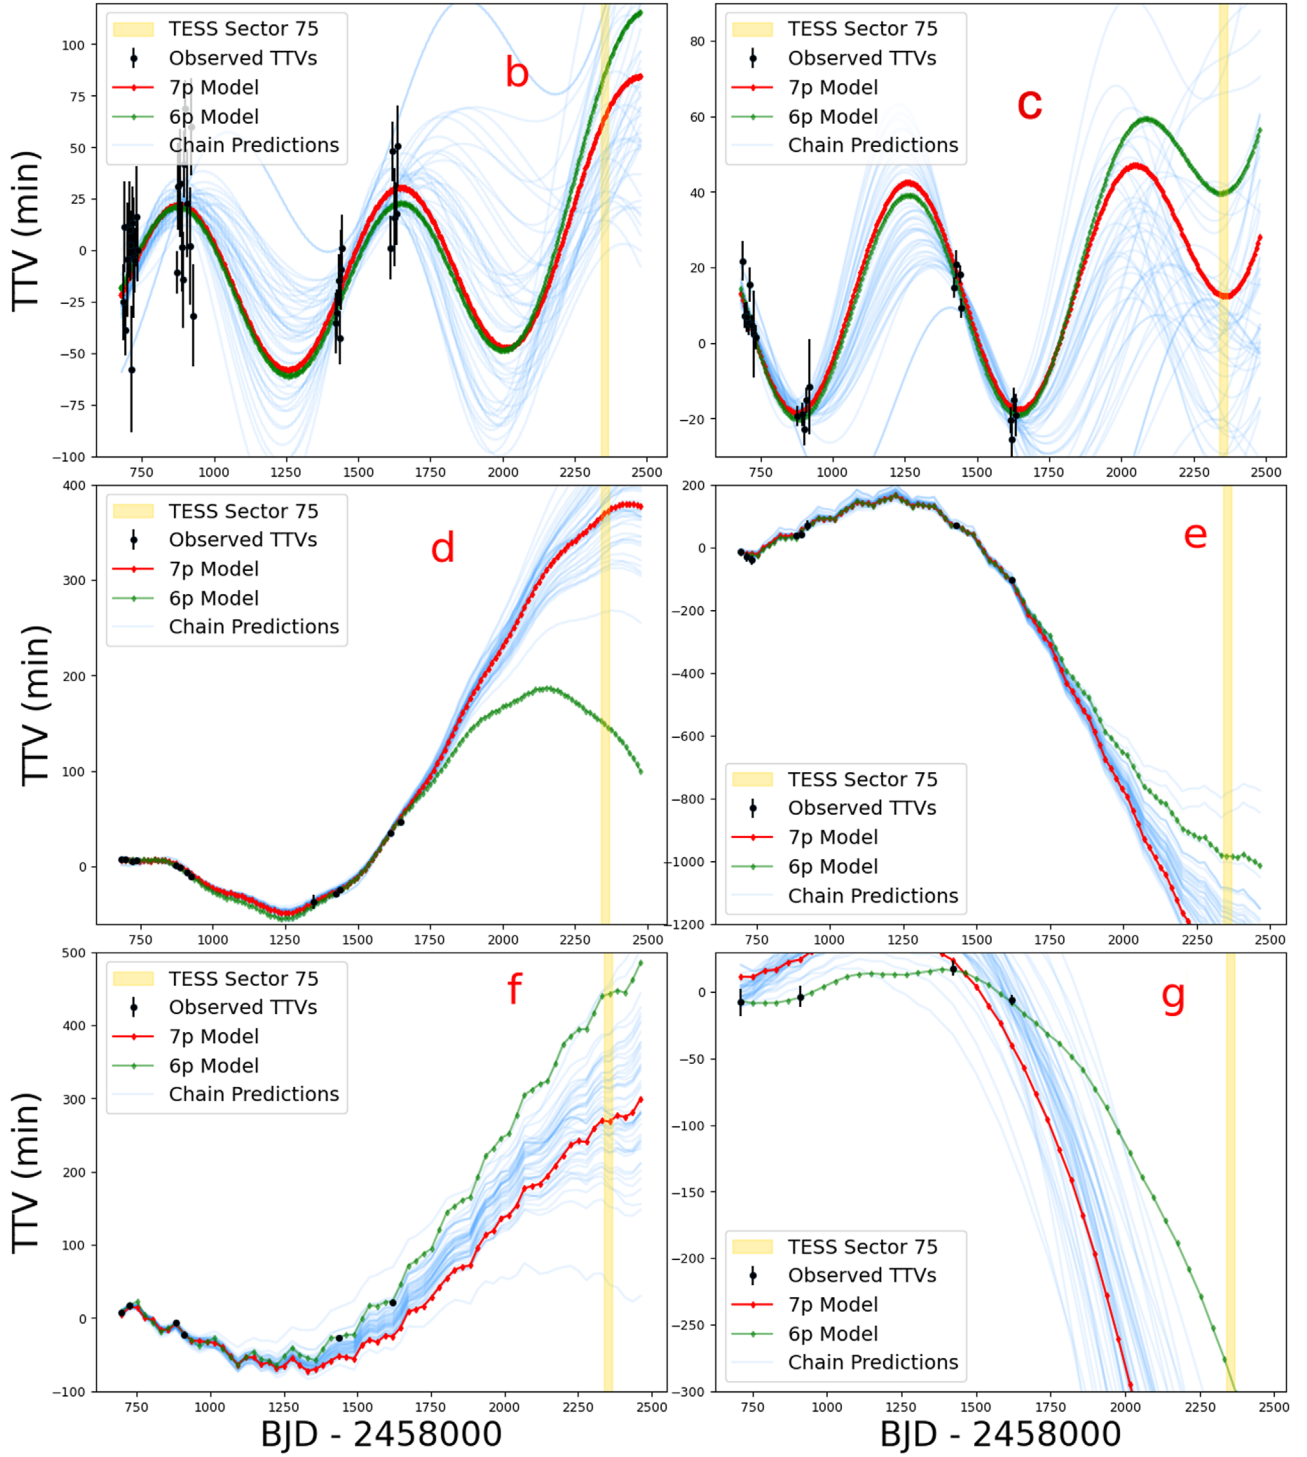 TTV (min)
100
75
50
25
0
−25
−50
−75
−100
TESS Sector 75
Observed TTVs
7p Model
6p Model
Chain Predictions
b
750 1000 1250 1500 1750 2000 2250 2500
80
60
40
20
0
−20
TESS Sector 75
Observed TTVs
7p Model
6p Model
Chain Predictions
c
750 1000 1250 1500 1750 2000 2250 2500
TTV (min)
400
300
200
100
0
TESS Sector 75
Observed TTVs
7p Model
6p Model
Chain Predictions
d
750 1000 1250 1500 1750 2000 2250 2500
200
0
−200
−400
−600
−800
−1000
−1200
e
TESS Sector 75
Observed TTVs
7p Model
6p Model
Chain Predictions
750 1000 1250 1500 1750 2000 2250 2500
TTV (min)
500
400
300
200
100
0
−100
TESS Sector 75
Observed TTVs
7p Model
6p Model
Chain Predictions
f
750 1000 1250 1500 1750 2000 2250 2500
BJD - 2458000
0
−50
−100
−150
−200
−250
−300
g
TESS Sector 75
Observed TTVs
7p Model
6p Model
Chain Predictions
750 1000 1250 1500 1750 2000 2250 2500
BJD - 2458000